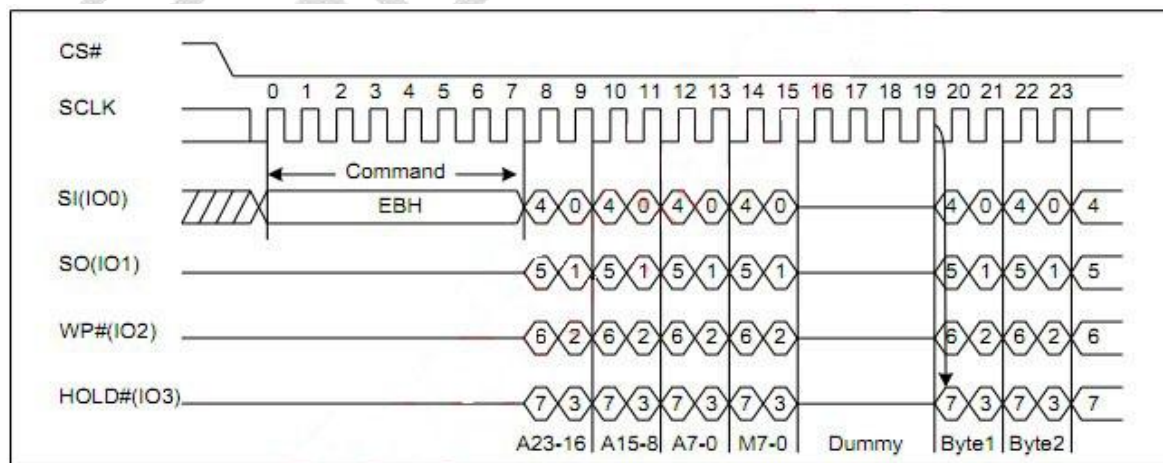 CS#
0 1 2 3 4 5 6 7 8 9 10 11 12 13 14 15 16 17 18 19 20 21 22 23
SCLK
Command
SI(IO0) EBH 4 0 4 0 4 0 4 0 4 0 4 0 4
SO(IO1) 5 1 5 1 5 1 5 1 5 1 5 1 5
WP#(IO2) 6 2 6 2 6 2 6 2 6 2 6 2 6
HOLD#(IO3) 7 3 7 3 7 3 7 3 7 3 7 3 7
A23-16 A15-8 A7-0 M7-0 Dummy Byte1 Byte2